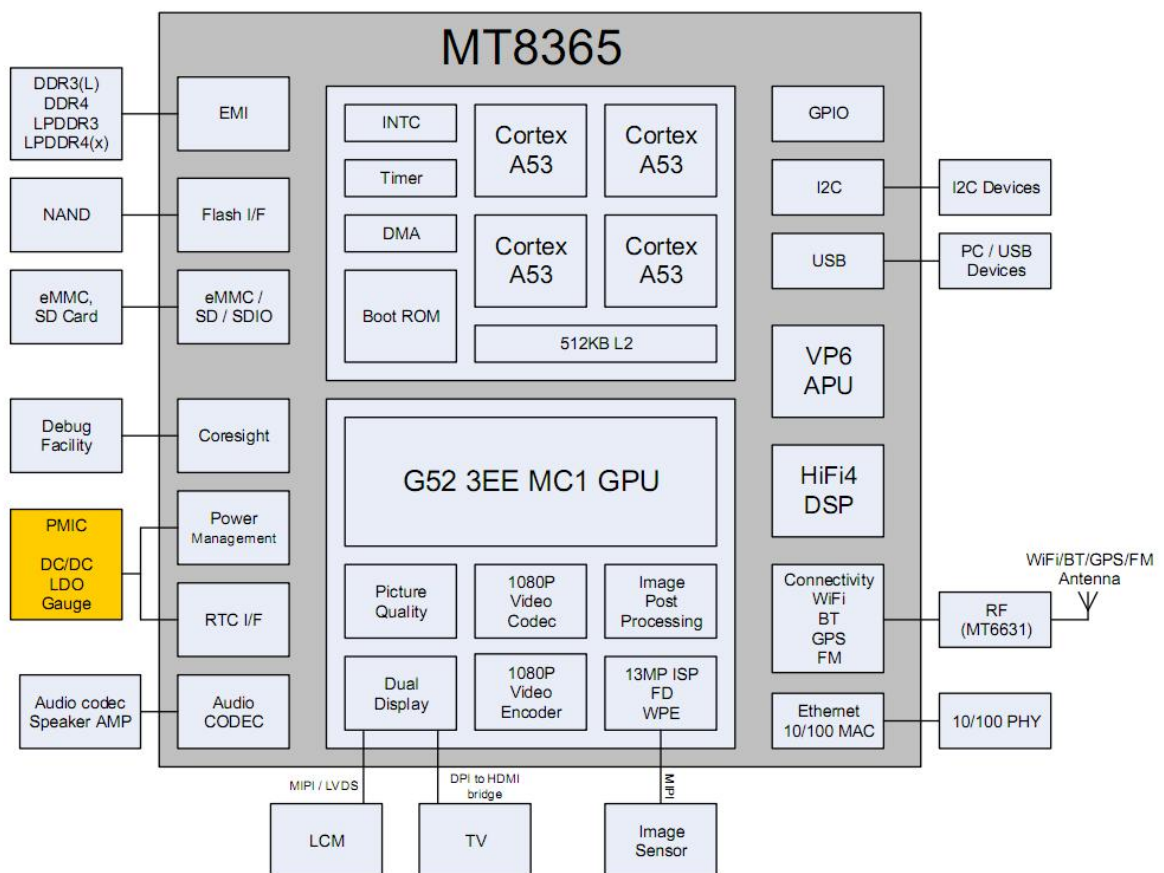 MT8365
DDR3(L)
DDR4
LPDDR3
LPDDR4(x)
EMI
NAND
Flash I/F
eMMC,
SD Card
eMMC /
SD / SDIO
Debug
Facility
Coresight
PMIC
DC/DC
LDO
Gauge
Power
Management
RTC I/F
Audio codec
Speaker AMP
Audio
CODEC
INTC
Timer
DMA
Boot ROM
Cortex
A53
Cortex
A53
Cortex
A53
Cortex
A53
512KB L2
G52 3EE MC1 GPU
Picture
Quality
1080P
Video
Codec
Image
Post
Processing
Dual
Display
1080P
Video
Encoder
13MP ISP
FD
WPE
GPIO
I2C
I2C Devices
USB
PC / USB
Devices
VP6
APU
HiFi4
DSP
Connectivity
WiFi
BT
GPS
FM
RF
(MT6631)
WiFi/BT/GPS/FM
Antenna
Ethernet
10/100 MAC
10/100 PHY
MIPI / LVDS
DPI to HDMI
bridge
MIPI
LCM
TV
Image
Sensor